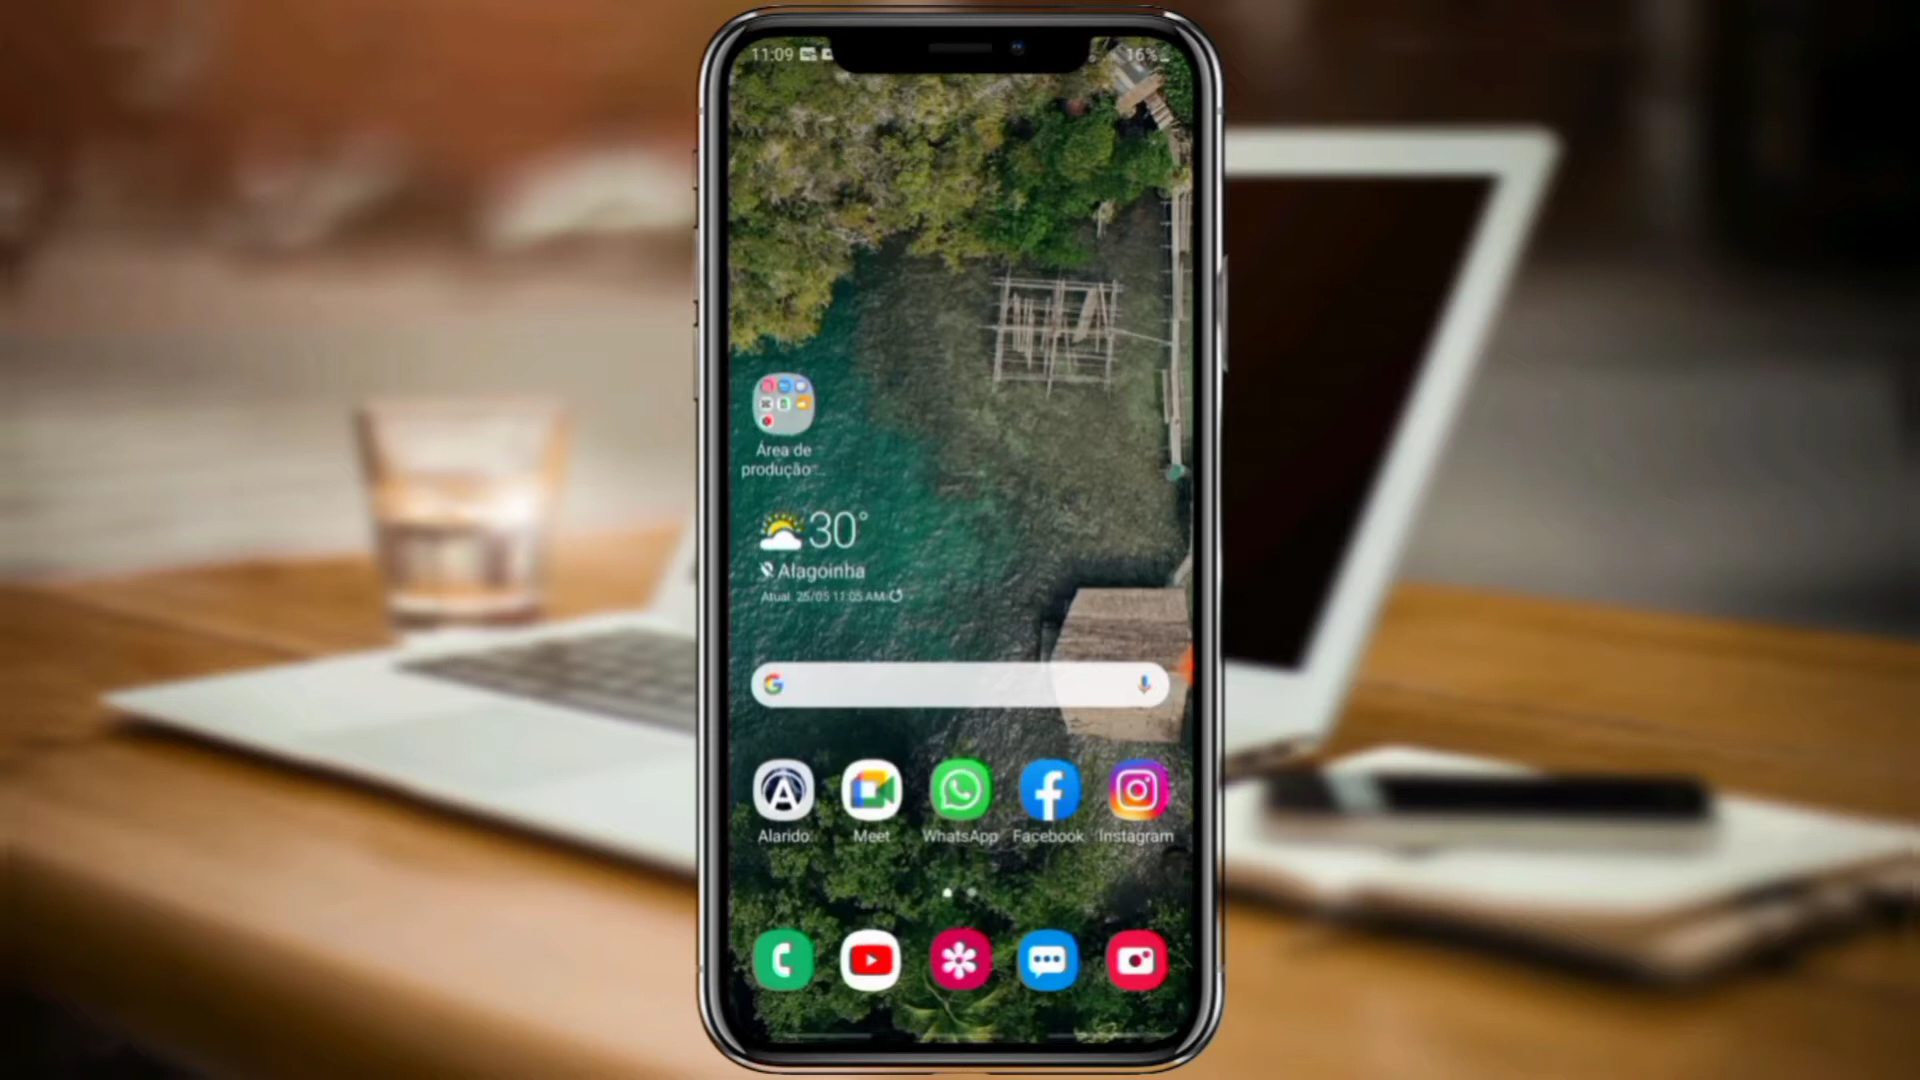 11:09
16%
Área de
produção ...
30°
Alagoinha
Atual. 25/05 11:05 AM
Alarido..
Meet
WhatsApp
Facebook
Instagram